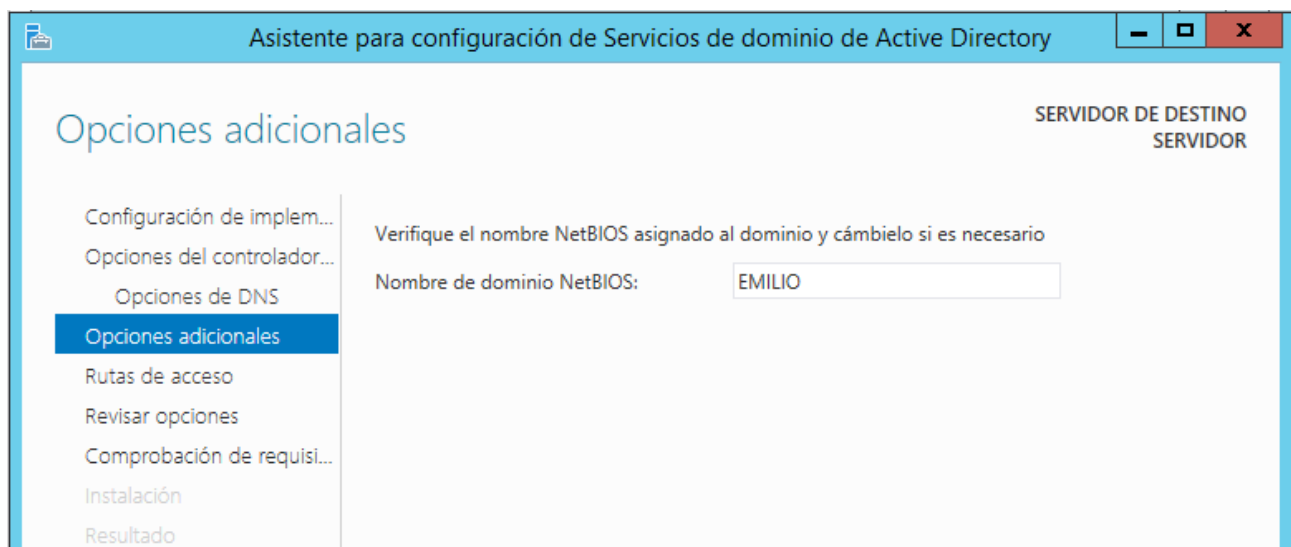 Asistente para configuración de Servicios de dominio de Active Directory
Opciones adicionales
SERVIDOR DE DESTINO
SERVIDOR
Configuración de implem...
Opciones del controlador...
Opciones de DNS
Opciones adicionales
Rutas de acceso
Revisar opciones
Comprobación de requisi...
Instalación
Resultado
Verifique el nombre NetBIOS asignado al dominio y cámbielo si es necesario
Nombre de dominio NetBIOS: EMILIO